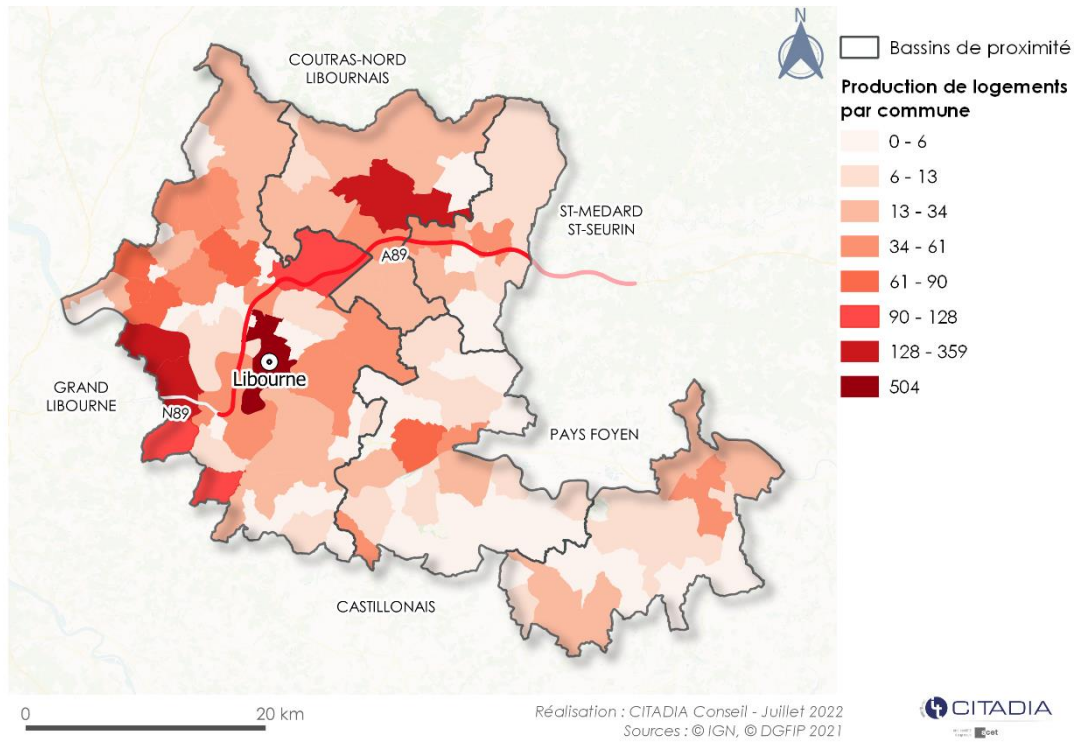 N
COUTRAS-NORD
LIBOURNAIS
ST-MEDARD
ST-SEURIN
A89
Libourne
GRAND
LIBOURNE
N89
PAYS FOYEN
CASTILLONAIS
Bassins de proximité
Production de logements
par commune
0 - 6
6 - 13
13 - 34
34 - 61
61 - 90
90 - 128
128 - 359
504
0 20 km
Réalisation : CITADIA Conseil - Juillet 2022
Sources : © IGN, © DGFIP 2021
CITADIA
scet